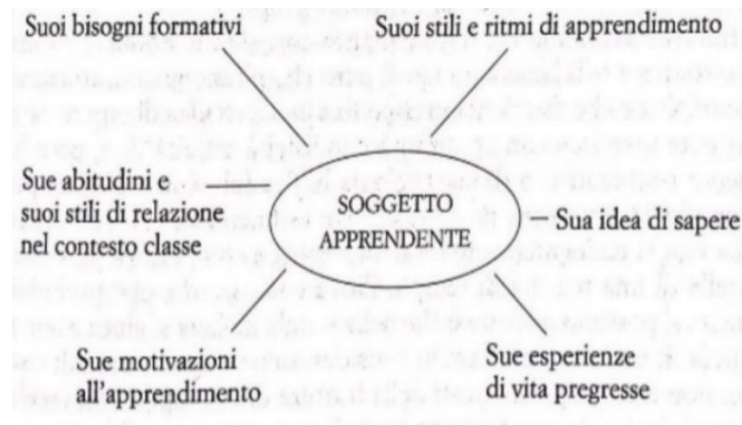 Suoi bisogni formativi
Suoi stili e ritmi di apprendimento
Sue abitudini e
suoi stili di relazione
nel contesto classe
SOGGETTO
APPRENDENTE
Sua idea di sapere
Sue motivazioni
all'apprendimento
Sue esperienze
di vita pregresse